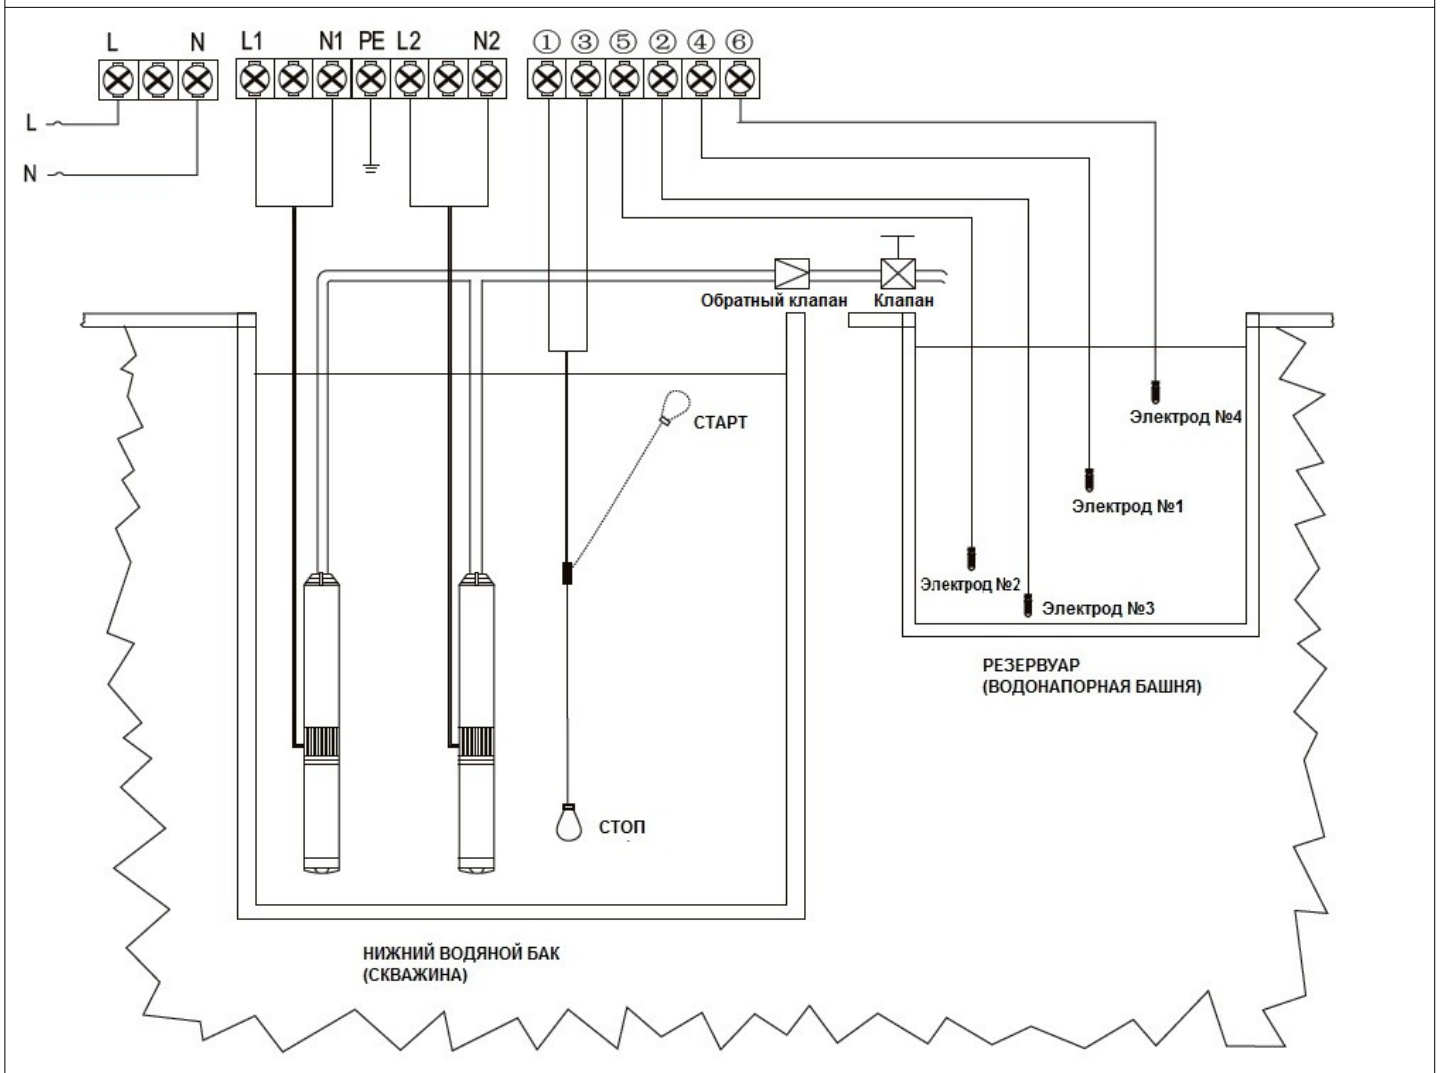 L N L1 N1 PE L2 N2 ① ③ ⑤ ② ④ ⑥
L
N
Обратный клапан Клапан
СТАРТ
Электрод №4
Электрод №1
Электрод №2
Электрод №3
РЕЗЕРВУАР
(ВОДОНАПОРНАЯ БАШНЯ)
СТОП
НИЖНИЙ ВОДЯНОЙ БАК
(СКВАЖИНА)